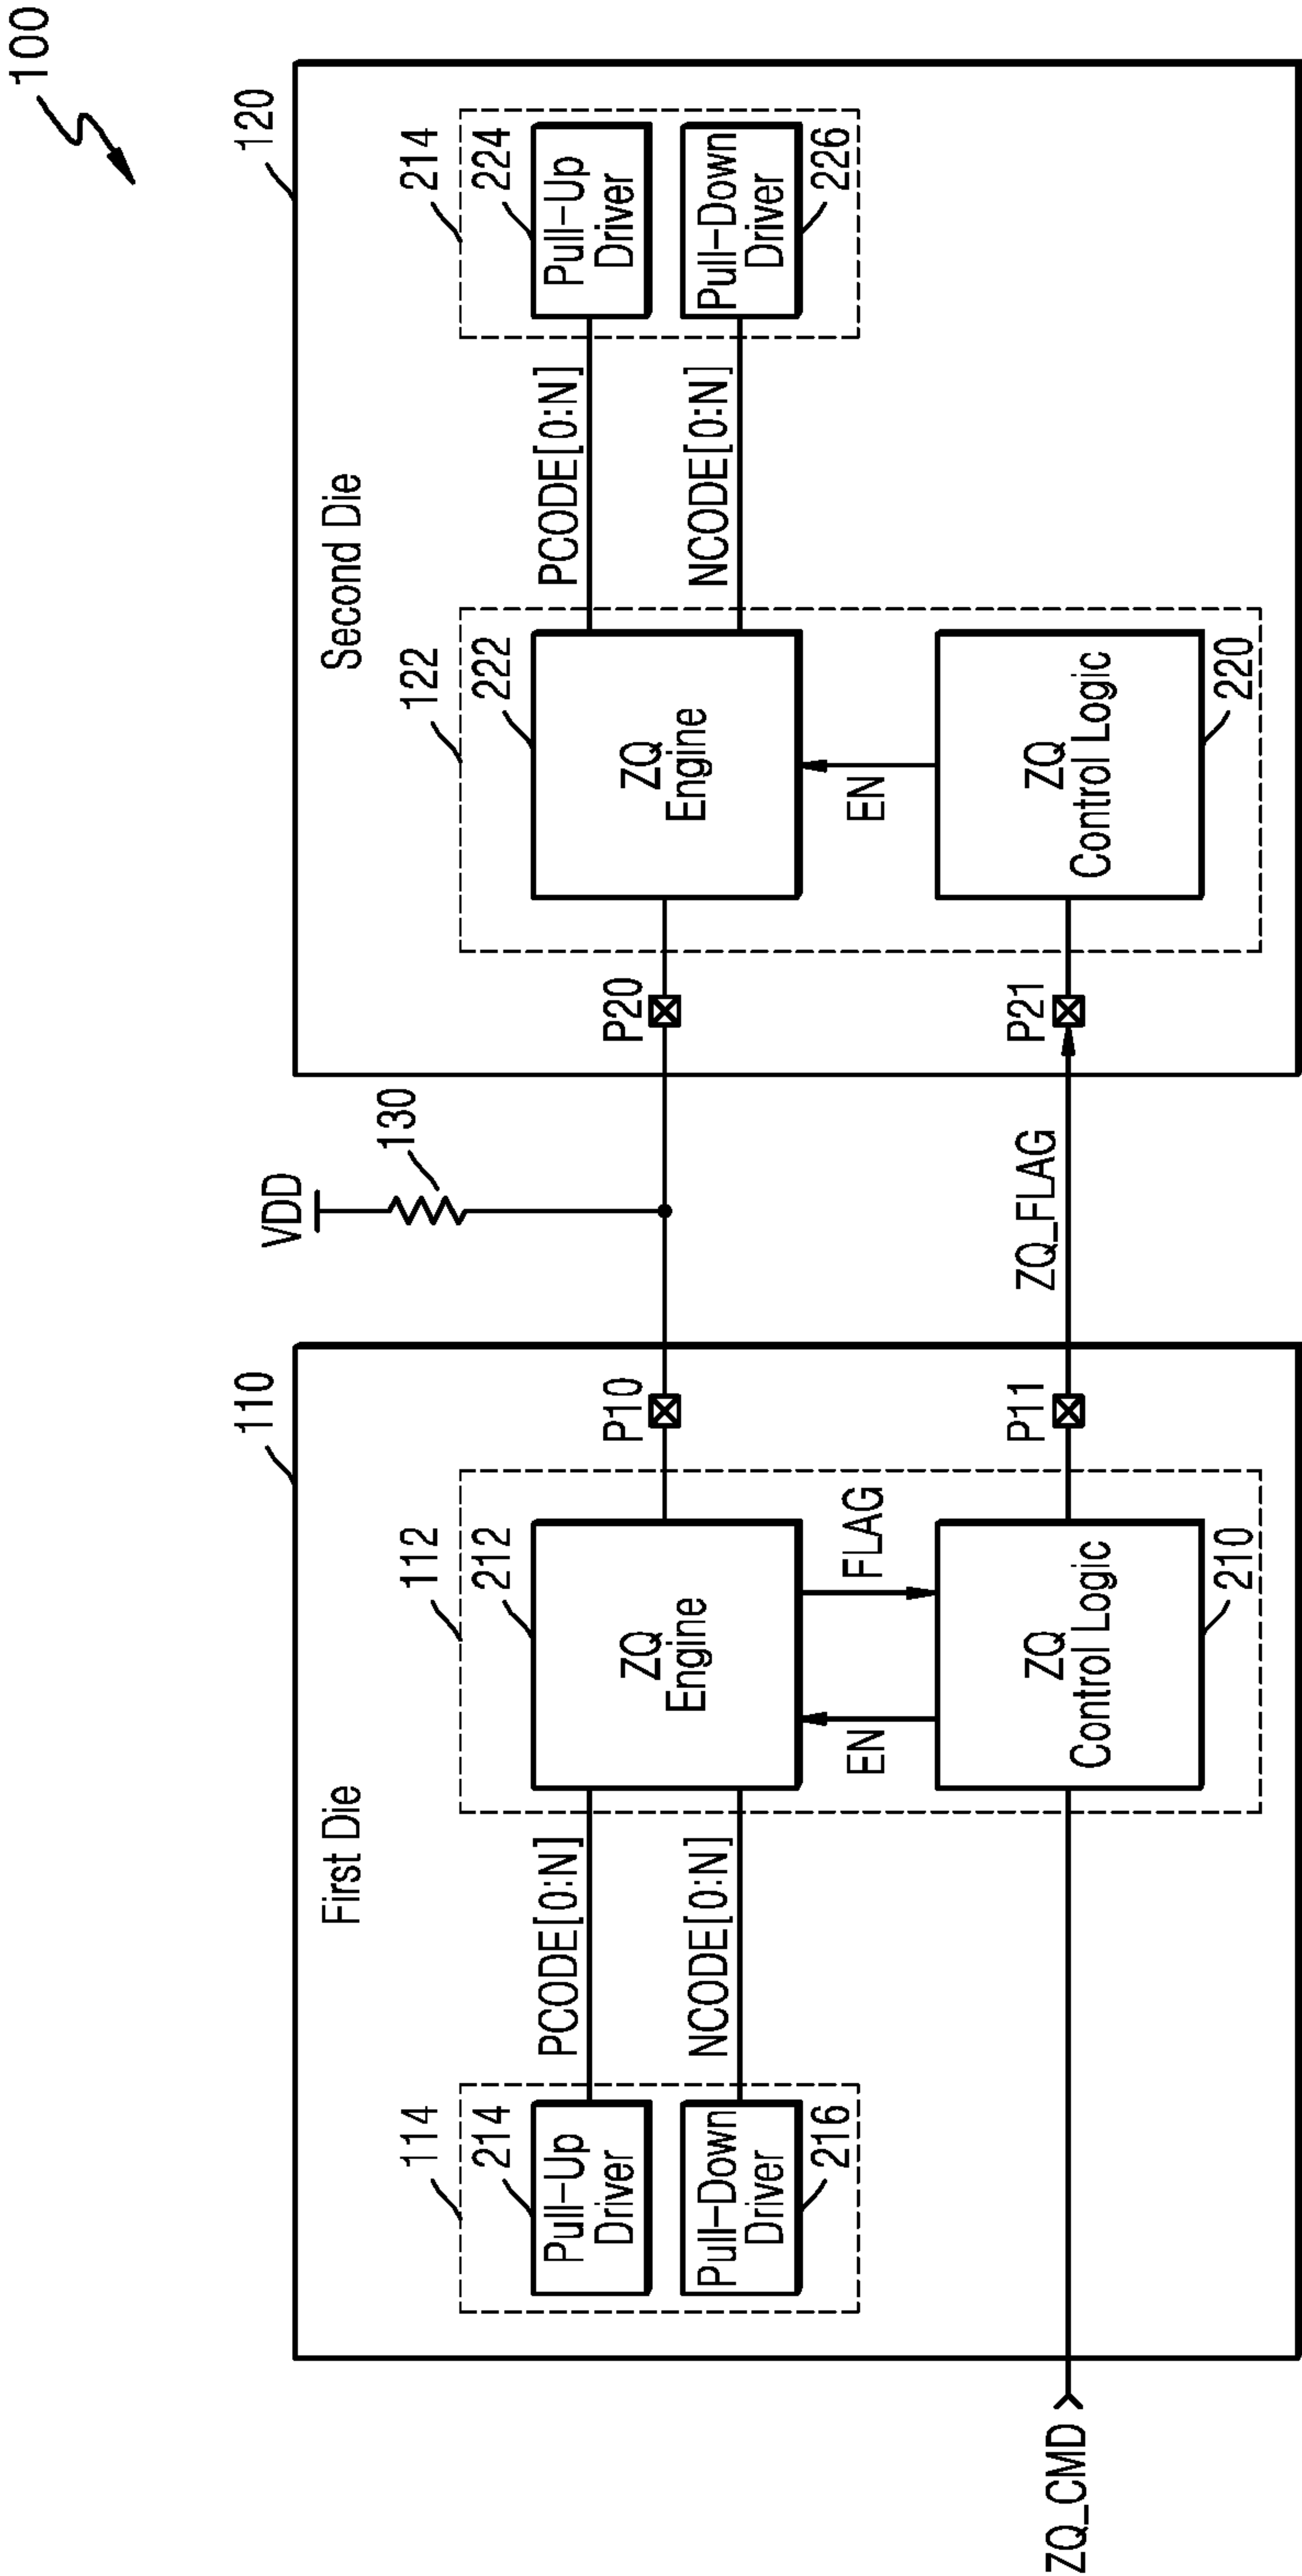 100
110
First Die
114
214
Pull-Up
Driver
Pull-Down
Driver
216
PCODE[0:N]
NCODE[0:N]
112
212
ZQ
Engine
EN
FLAG
ZQ
Control Logic
210
P10
P11
ZQ_CMD
VDD
130
ZQ_FLAG
120
Second Die
P20
P21
122
222
ZQ
Engine
EN
ZQ
Control Logic
220
PCODE[0:N]
NCODE[0:N]
214
224
Pull-Up
Driver
Pull-Down
Driver
226